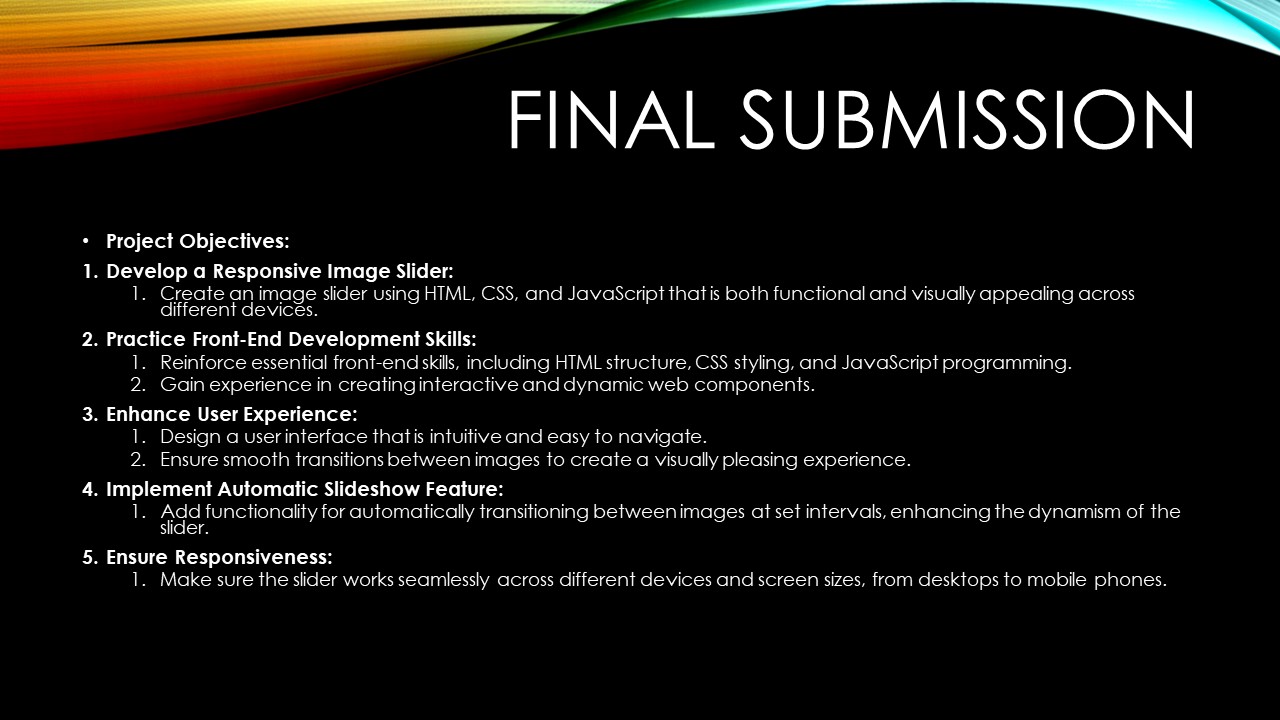 FINAL SUBMISSION
• Project Objectives:
1. Develop a Responsive Image Slider:
1. Create an image slider using HTML, CSS, and JavaScript that is both functional and visually appealing across
different devices.
2. Practice Front-End Development Skills:
1. Reinforce essential front-end skills, including HTML structure, CSS styling, and JavaScript programming.
2. Gain experience in creating interactive and dynamic web components.
3. Enhance User Experience:
1. Design a user interface that is intuitive and easy to navigate.
2. Ensure smooth transitions between images to create a visually pleasing experience.
4. Implement Automatic Slideshow Feature:
1. Add functionality for automatically transitioning between images at set intervals, enhancing the dynamism of the
slider.
5. Ensure Responsiveness:
1. Make sure the slider works seamlessly across different devices and screen sizes, from desktops to mobile phones.